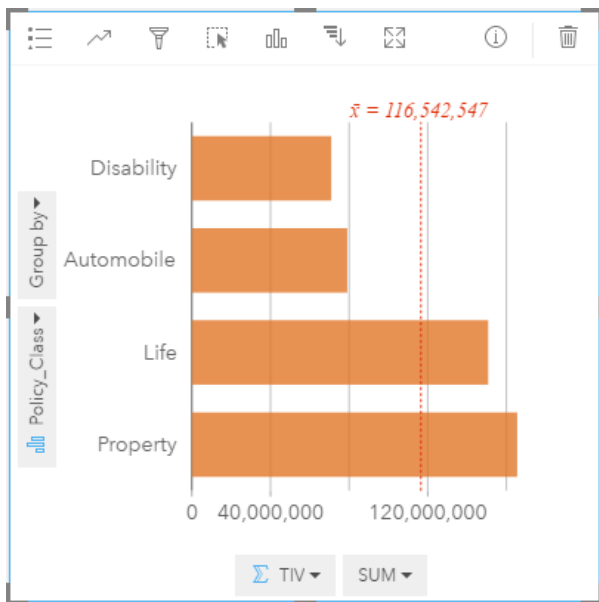 x̄ = 116,542,547
Disability
Automobile
Life
Property
Group by
Policy_Class
0 40,000,000 120,000,000
Σ TIV SUM